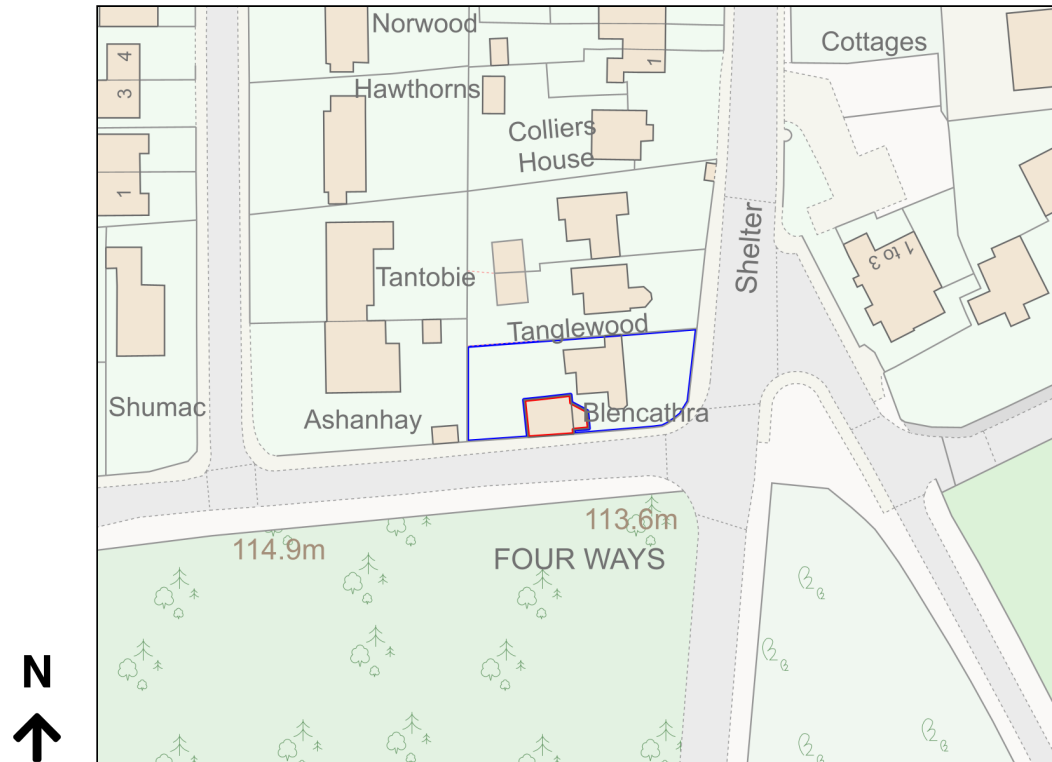 Norwood
Cottages
4
3
1
Hawthorns
Colliers
House
1
Shelter
1 to 3
Tantobie
Tanglewood
Shumac
Ashanhay
Blencathra
113.6m
114.9m
FOUR WAYS
N